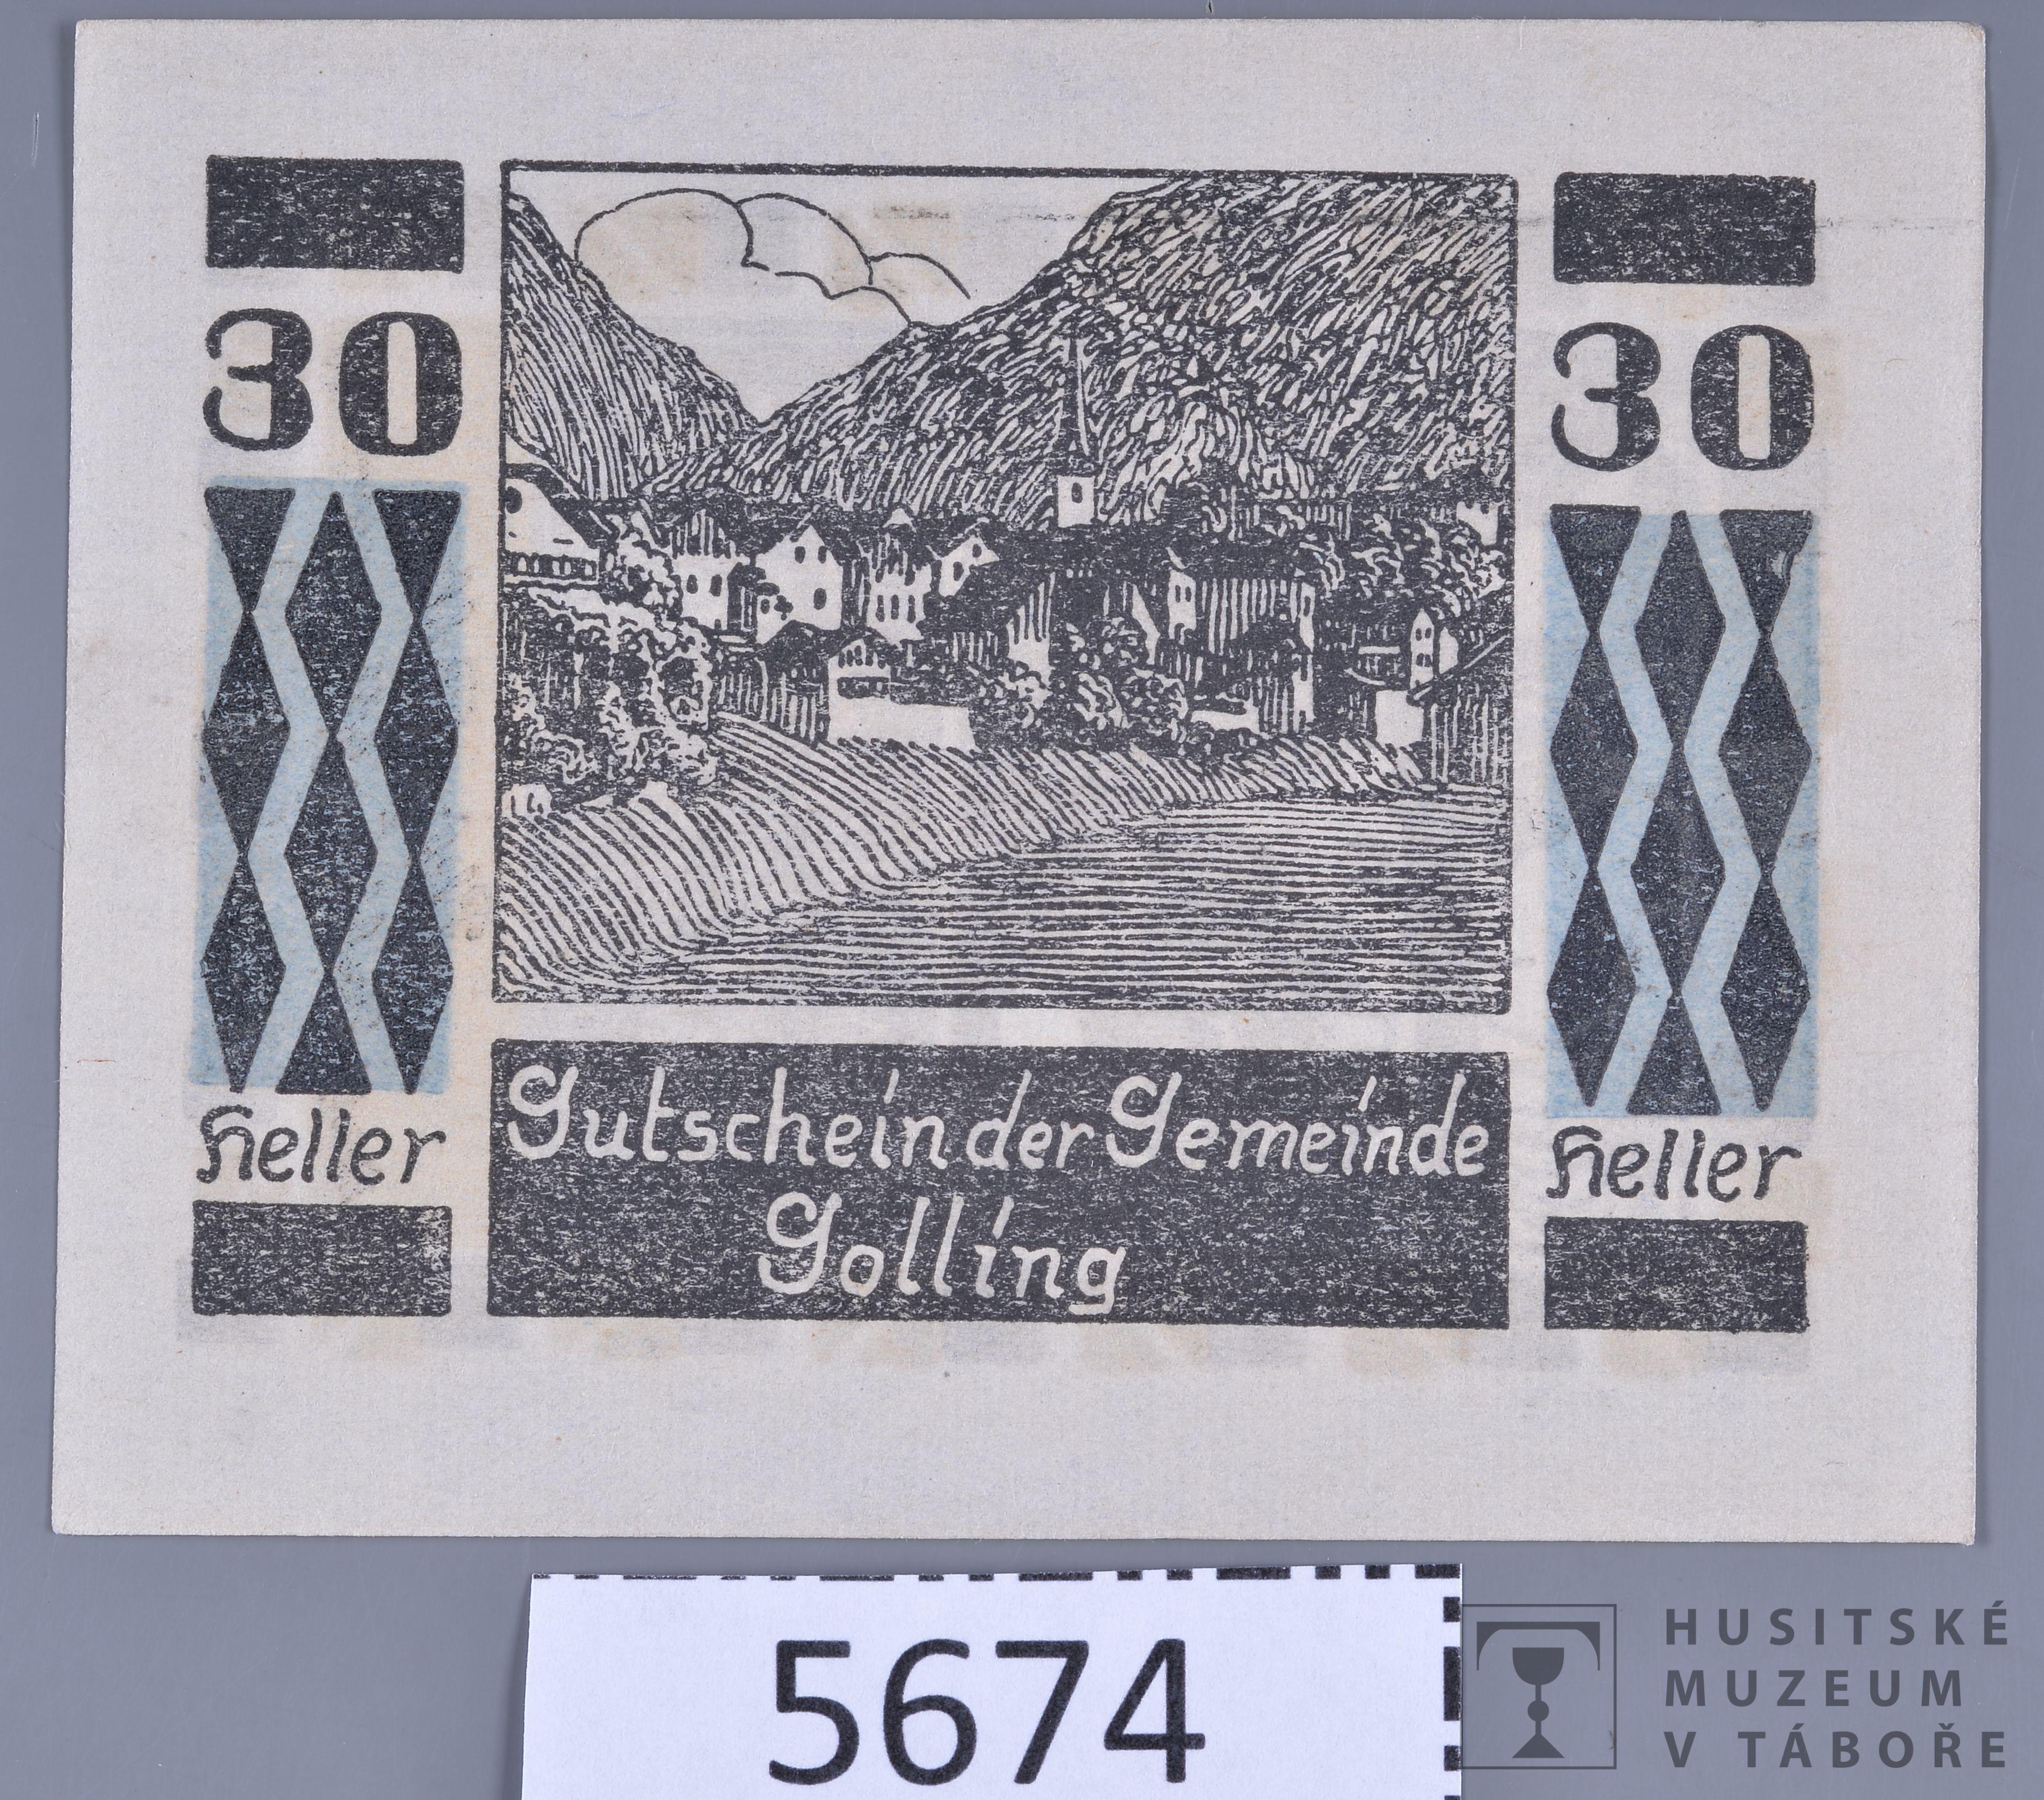 30
30
Heller
Heller
Gutschein der Gemeinde
Golling
5674
HUSITSKÉ
MUZEUM
V TÁBOŘE